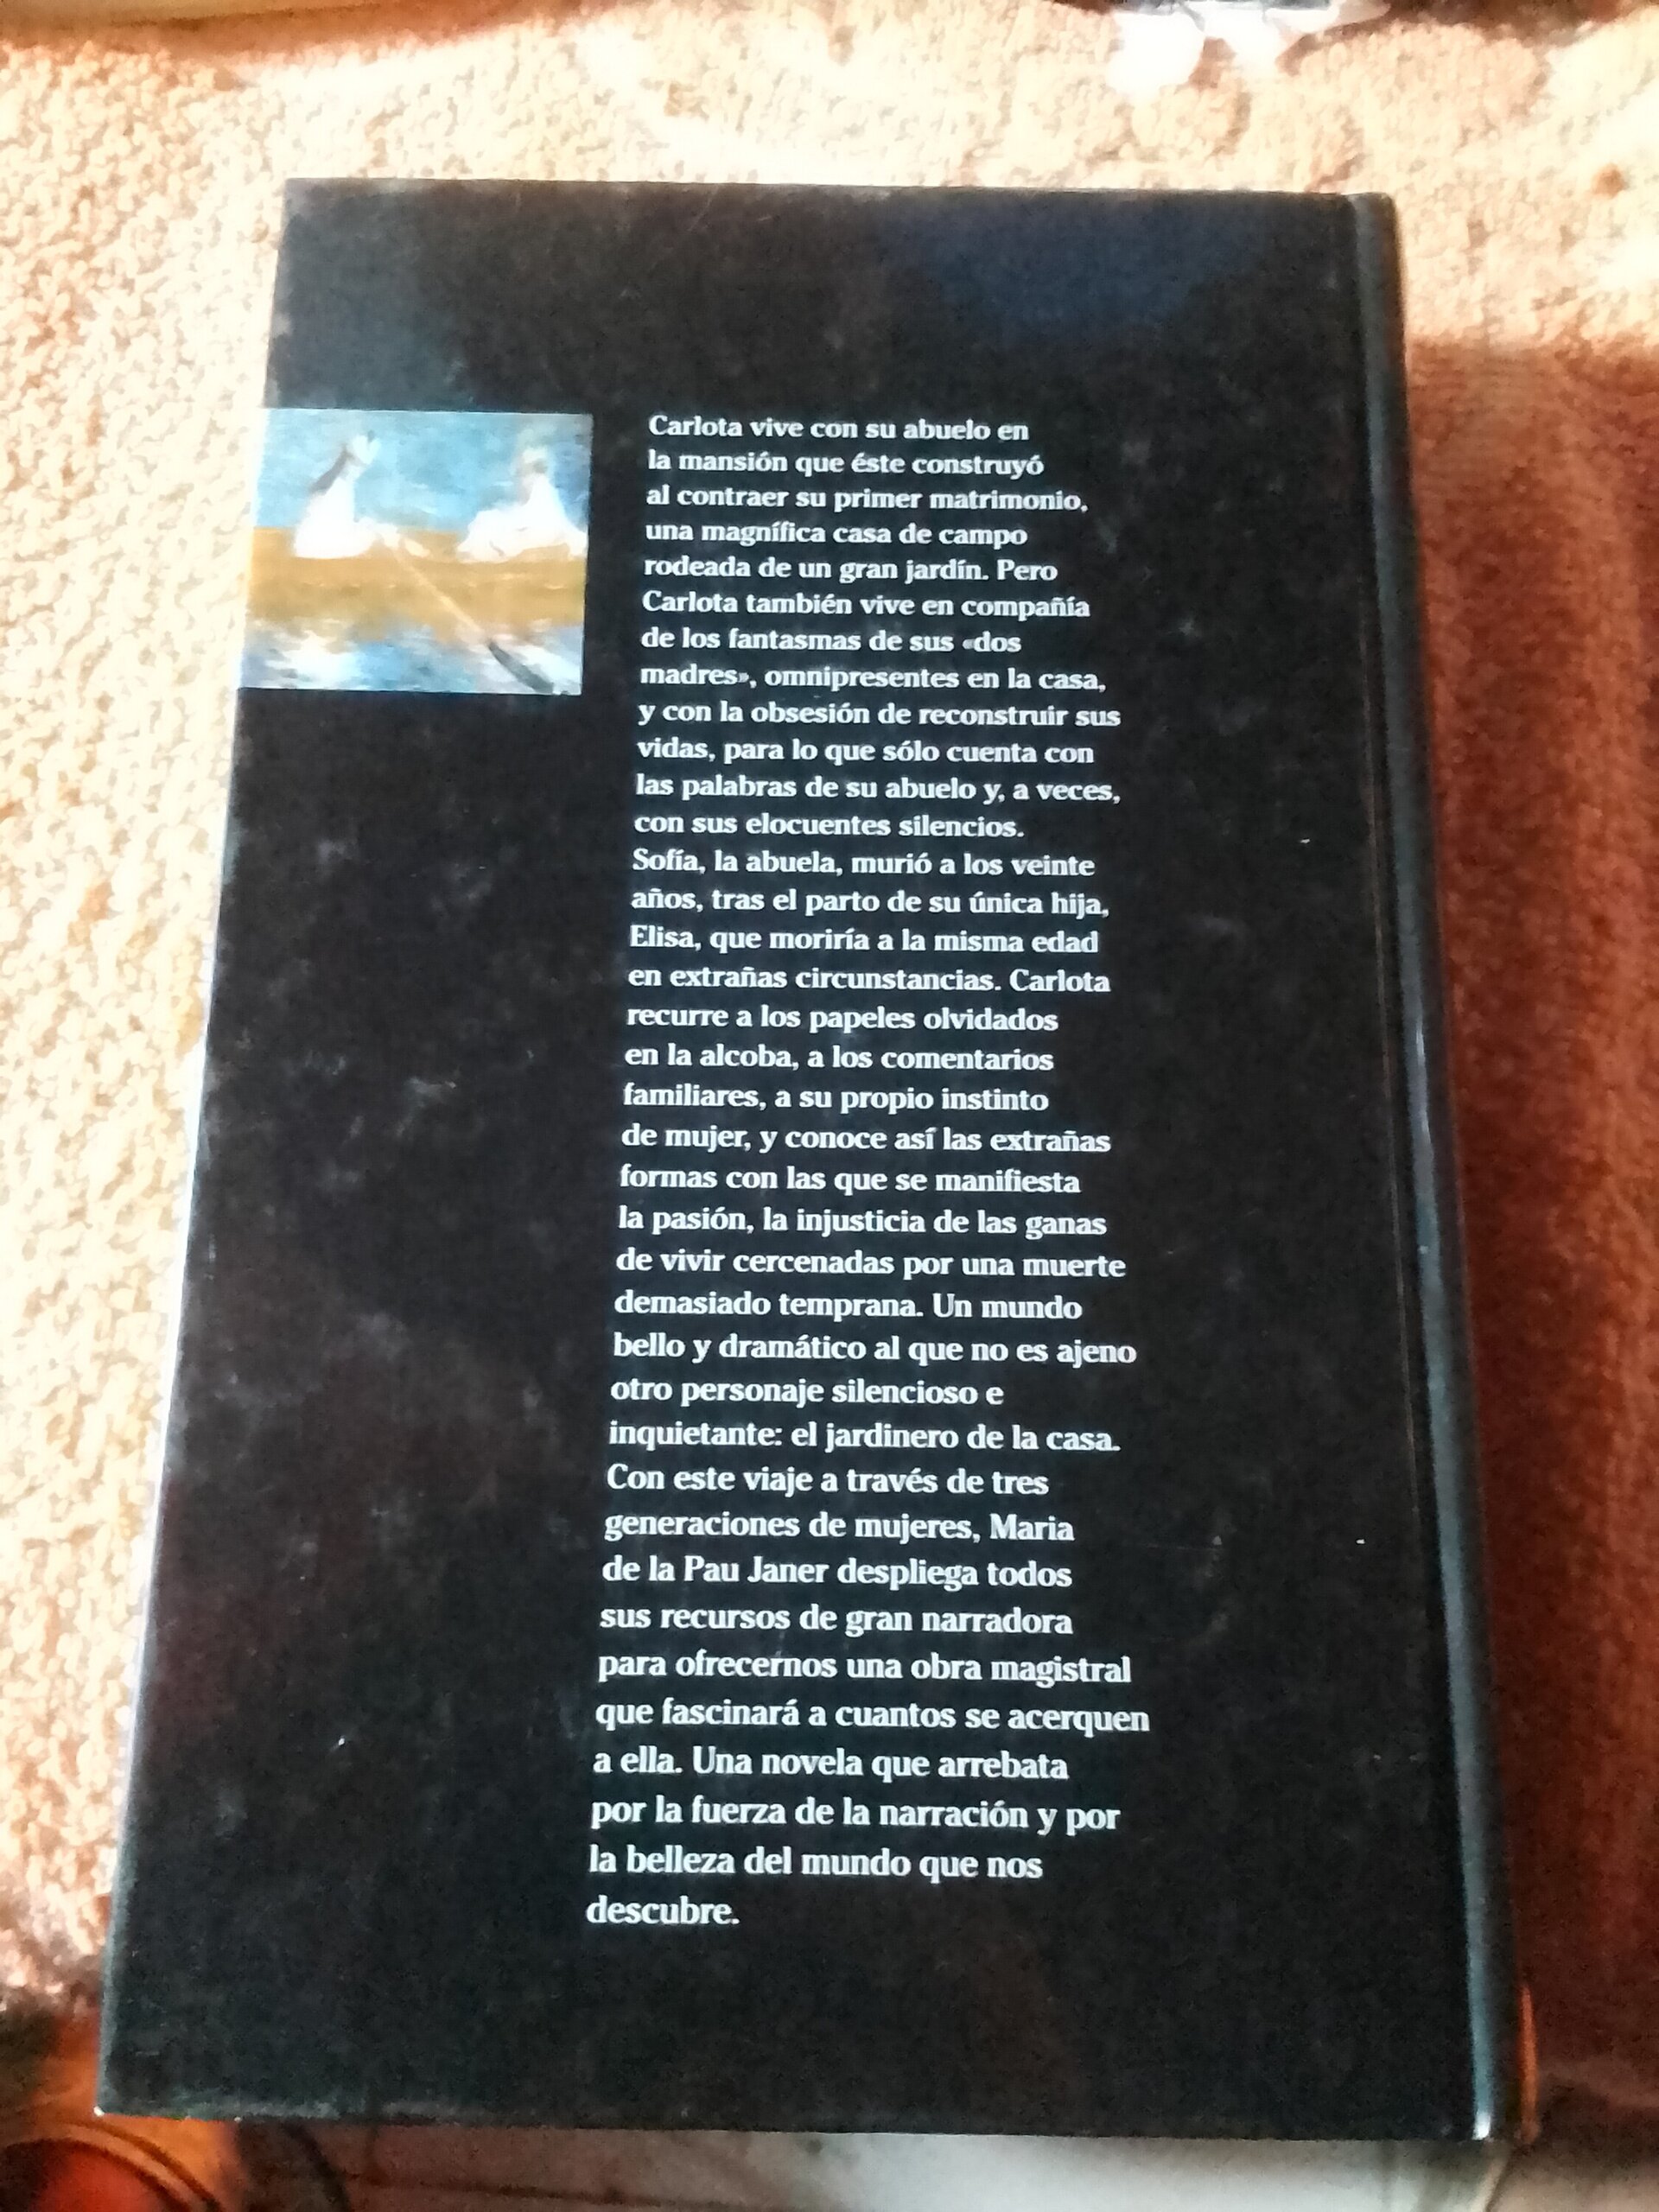 Carlota vive con su abuelo en
la mansión que éste construyó
al contraer su primer matrimonio,
una magnífica casa de campo
rodeada de un gran jardín. Pero
Carlota también vive en compañía
de los fantasmas de sus «dos
madres», omnipresentes en la casa,
y con la obsesión de reconstruir sus
vidas, para lo que sólo cuenta con
las palabras de su abuelo y, a veces,
con sus elocuentes silencios.
Sofía, la abuela, murió a los veinte
años, tras el parto de su única hija,
Elisa, que moriría a la misma edad
en extrañas circunstancias. Carlota
recurre a los papeles olvidados
en la alcoba, a los comentarios
familiares, a su propio instinto
de mujer, y conoce así las extrañas
formas con las que se manifiesta
la pasión, la injusticia de las ganas
de vivir cercenadas por una muerte
demasiado temprana. Un mundo
bello y dramático al que no es ajeno
otro personaje silencioso e
inquietante: el jardinero de la casa.
Con este viaje a través de tres
generaciones de mujeres, Maria
de la Pau Janer despliega todos
sus recursos de gran narradora
para ofrecernos una obra magistral
que fascinará a cuantos se acerquen
a ella. Una novela que arrebata
por la fuerza de la narración y por
la belleza del mundo que nos
descubre.